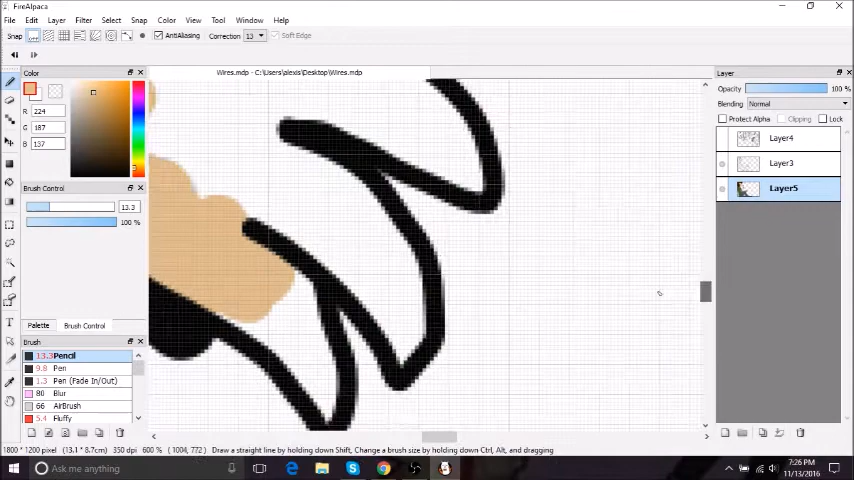 FireAlpaca
File Edit Layer Filter Select Snap Color View Tool Window Help
Snap OFF AntiAliasing Correction 13 Soft Edge
Color Wires.mdp - C:\Users\alexis\Desktop\Wires.mdp Layer
Opacity 100 %
R 224 Blending Normal
G 187 Protect Alpha Clipping Lock
B 137
Layer4
Layer3
Brush Control Layer5
13.3
100 %
Palette Brush Control
Brush
13.3 Pencil
9.8 Pen
1.3 Pen (Fade In/Out)
80 Blur
66 AirBrush
5.4 Fluffy
1800 * 1200 pixel (13.1 * 8.7cm) 350 dpi 600 % (1004, 772) Draw a straight line by holding down Shift, Change a brush size by holding down Ctrl, Alt, and dragging
Ask me anything
7:26 PM
11/13/2016